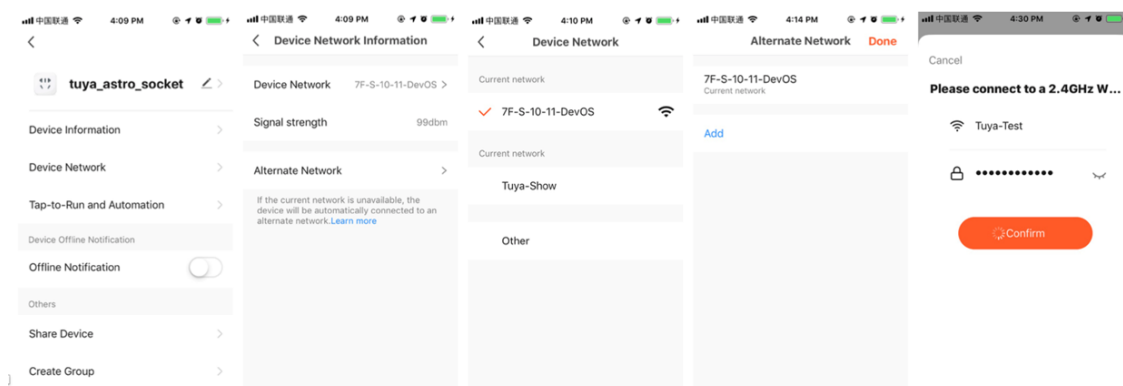 中国联通
4:09 PM
tuya_astro_socket
Device Information
Device Network
Tap-to-Run and Automation
Device Offline Notification
Offline Notification
Others
Share Device
Create Group
中国联通
4:09 PM
Device Network Information
Device Network
7F-S-10-11-DevOS
Signal strength
99dbm
Alternate Network
If the current network is unavailable, the
device will be automatically connected to an
alternate network.Learn more
中国联通
4:10 PM
Device Network
Current network
7F-S-10-11-DevOS
Current network
Tuya-Show
Other
中国联通
4:14 PM
Alternate Network
Done
7F-S-10-11-DevOS
Current network
Add
中国联通
4:30 PM
Cancel
Please connect to a 2.4GHz W...
Tuya-Test
Confirm